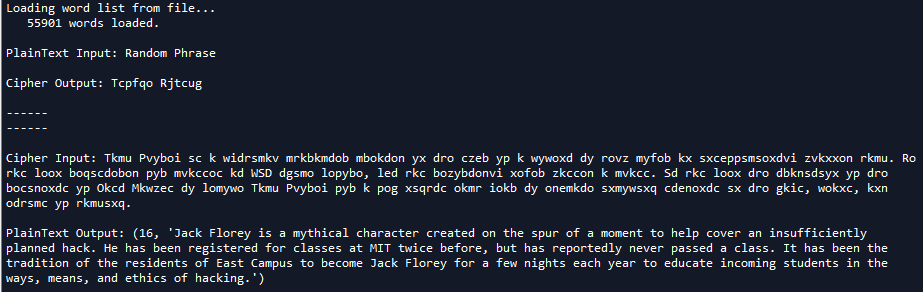 Loading word list from file...
55901 words loaded.
PlainText Input: Random Phrase
Cipher Output: Tcpfqo Rjtcug
------
------
Cipher Input: Tkmu Pvyboi sc k widrsmkv mrkbkmdob mbokdon yx dro czeb yp k wywoxd dy rovz myfob kx sxceppsmsoxdvi zvkxxon rkmu. Ro
rkc loox boqscdobon pyb mvkccoc kd WSD dgsmo lopybo, led rkc bozybdonvi xofob zkccon k mvkcc. Sd rkc loox dro dbknsdsyx yp dro
bocsnoxdc yp Okcd Mkwzec dy lomywo Tkmu Pvyboi pyb k pog xsqrdc okmr iokb dy onemkdo sxmywsxq cdenoxdc sx dro gkic, wokxc, kxn
odrsmc yp rkmusxq.
PlainText Output: (16, 'Jack Florey is a mythical character created on the spur of a moment to help cover an insufficiently
planned hack. He has been registered for classes at MIT twice before, but has reportedly never passed a class. It has been the
tradition of the residents of East Campus to become Jack Florey for a few nights each year to educate incoming students in the
ways, means, and ethics of hacking.')